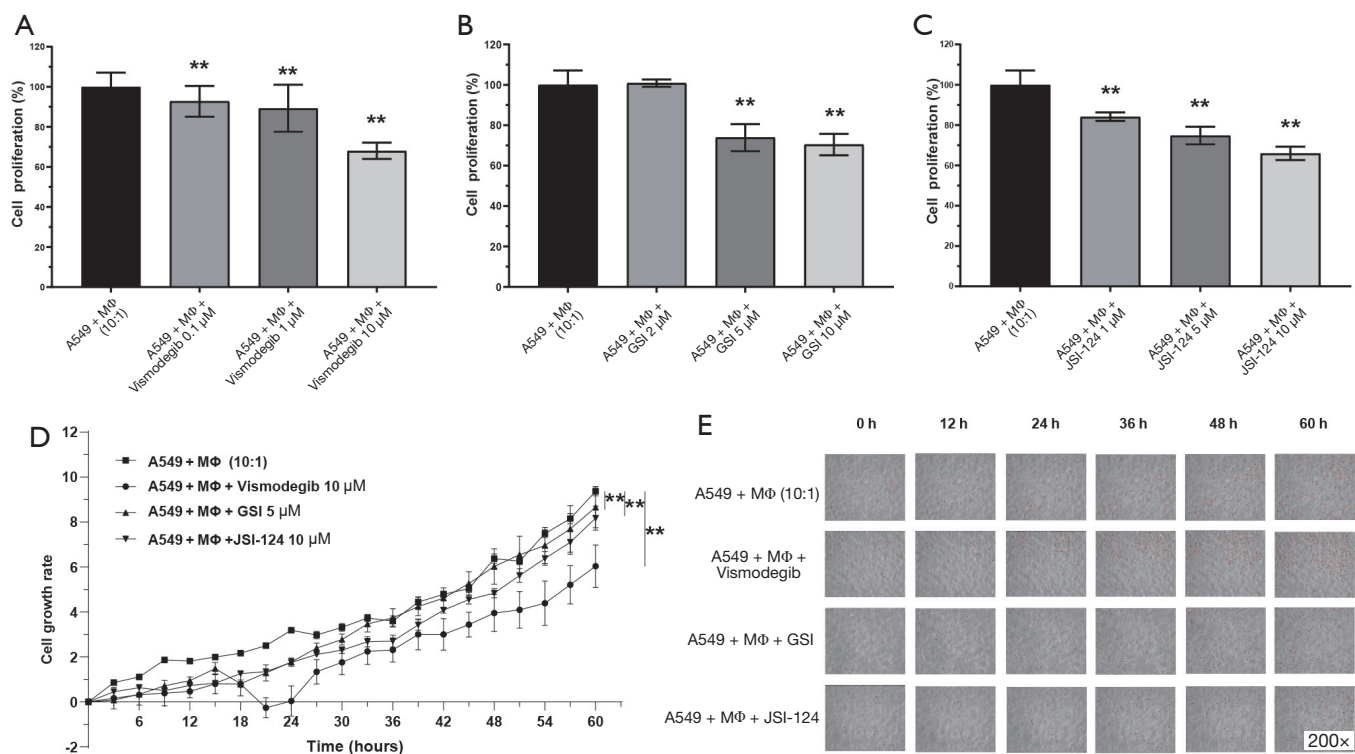 A
Cell proliferation (%)
120
100
80
60
40
20
0
**
**
**
A549 + MΦ
(10:1)
A549 + MΦ +
Vismodegib 0.1 µM
A549 + MΦ +
Vismodegib 1 µM
A549 + MΦ +
Vismodegib 10 µM
B
Cell proliferation (%)
120
100
80
60
40
20
0
**
**
A549 + MΦ
(10:1)
A549 + MΦ +
GSI 2 µM
A549 + MΦ +
GSI 5 µM
A549 + MΦ +
GSI 10 µM
C
Cell proliferation (%)
120
100
80
60
40
20
0
**
**
**
A549 + MΦ
(10:1)
A549 + MΦ +
JSI-124 1 µM
A549 + MΦ +
JSI-124 5 µM
A549 + MΦ +
JSI-124 10 µM
D
Cell growth rate
12
10
8
6
4
2
0
-2
A549 + MΦ (10:1)
A549 + MΦ + Vismodegib 10 µM
A549 + MΦ + GSI 5 µM
A549 + MΦ +JSI-124 10 µM
**
**
**
6 12 18 24 30 36 42 48 54 60
Time (hours)
E
0 h 12 h 24 h 36 h 48 h 60 h
A549 + MΦ (10:1)
A549 + MΦ +
Vismodegib
A549 + MΦ + GSI
A549 + MΦ + JSI-124
200×